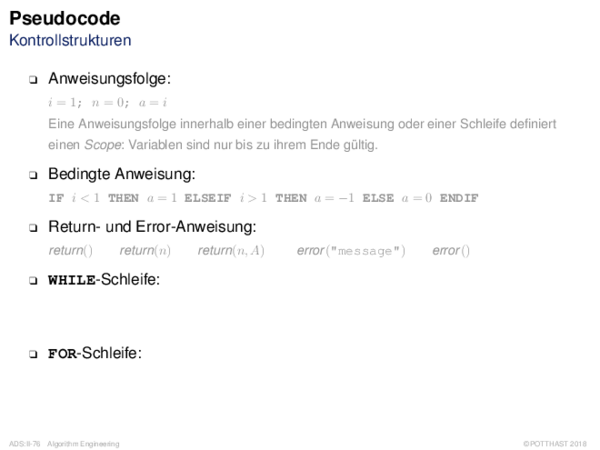 Pseudocode
Kontrollstrukturen
❑ Anweisungsfolge:
i = 1; n = 0; a = i
Eine Anweisungsfolge innerhalb einer bedingten Anweisung oder einer Schleife definiert
einen Scope: Variablen sind nur bis zu ihrem Ende gültig.
❑ Bedingte Anweisung:
IF i < 1 THEN a = 1 ELSEIF i > 1 THEN a = −1 ELSE a = 0 ENDIF
❑ Return- und Error-Anweisung:
return() return(n) return(n, A) error("message") error()
❑ WHILE-Schleife:
❑ FOR-Schleife:
ADS:II-76 Algorithm Engineering © POTTHAST 2018